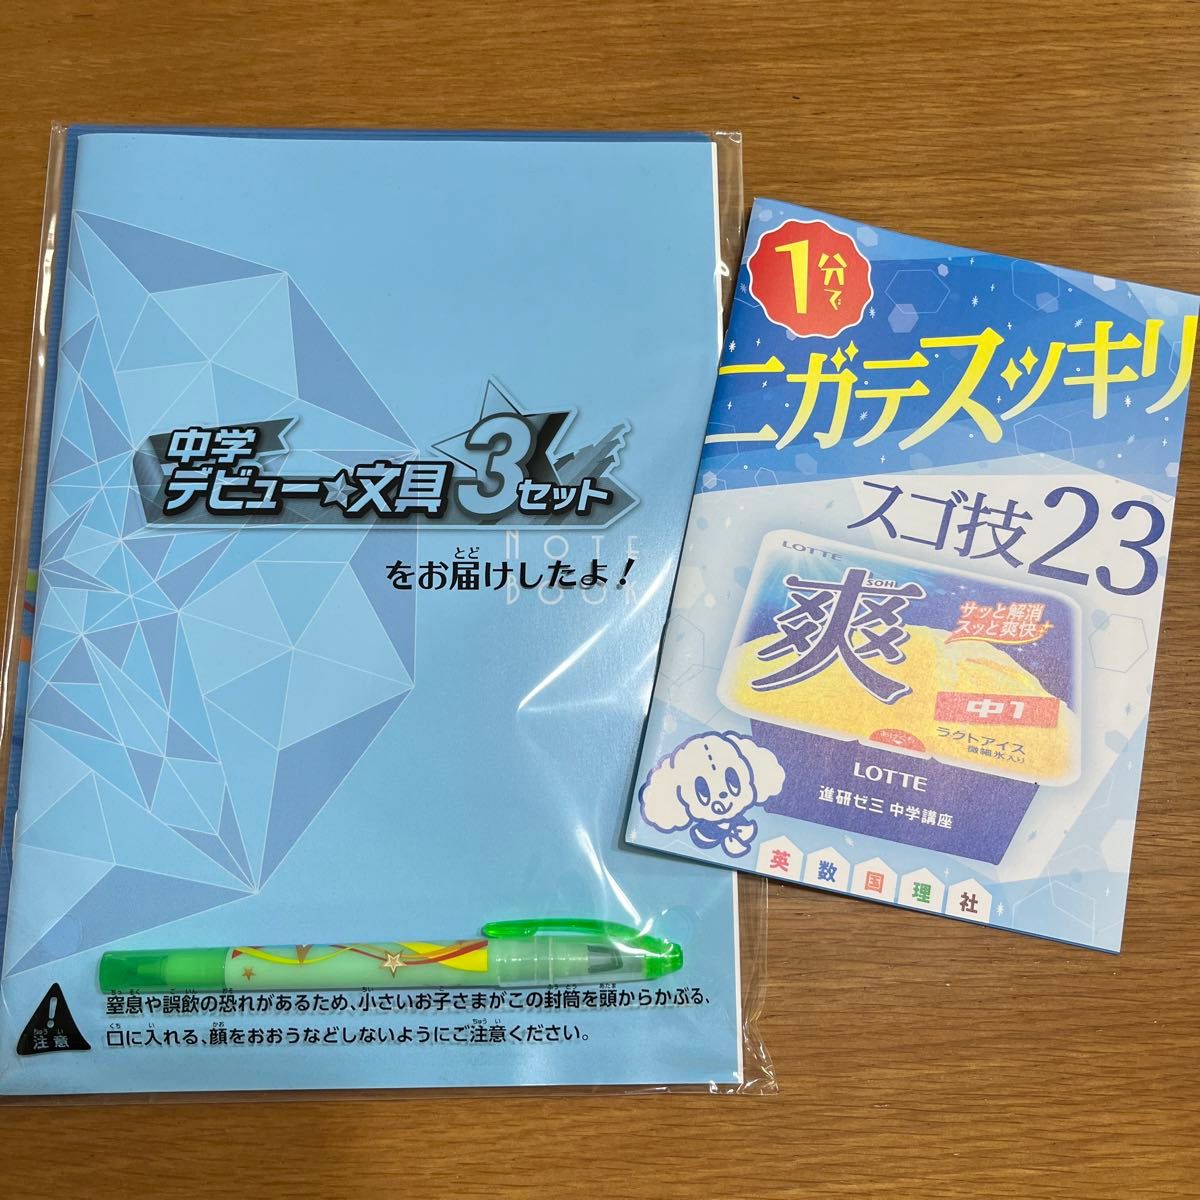 中学
デビュー☆文具3セット
をお届けしたよ!
とど
NOTE
BOOK
注意
ちゅうい
窒息や誤飲の恐れがあるため、小さいお子さまがこの封筒を頭からかぶる、
口に入れる、顔をおおうなどしないようにご注意ください。
1分で
ニガテスッキリ
スゴ技23
LOTTE
SOH
爽
サッと解消
スッと爽快
中1
ラクトアイス
微細氷入り
LOTTE
進研ゼミ 中学講座
英数国理社